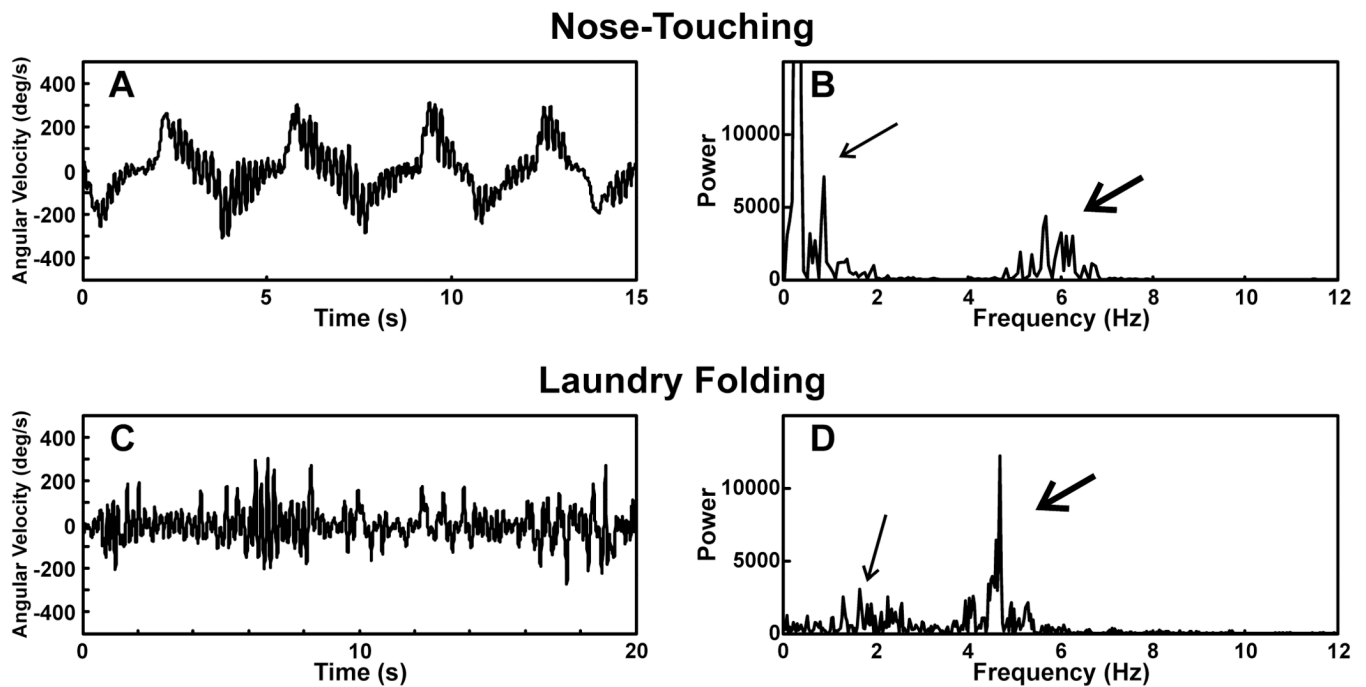 Nose-Touching
A
Angular Velocity (deg/s)
400
200
0
-200
-400
0 5 10 15
Time (s)
B
Power
10000
5000
0
0 2 4 6 8 10 12
Frequency (Hz)
Laundry Folding
C
Angular Velocity (deg/s)
400
200
0
-200
-400
0 20
Time (s)
D
Power
10000
5000
0
0 2 4 6 8 10 12
Frequency (Hz)